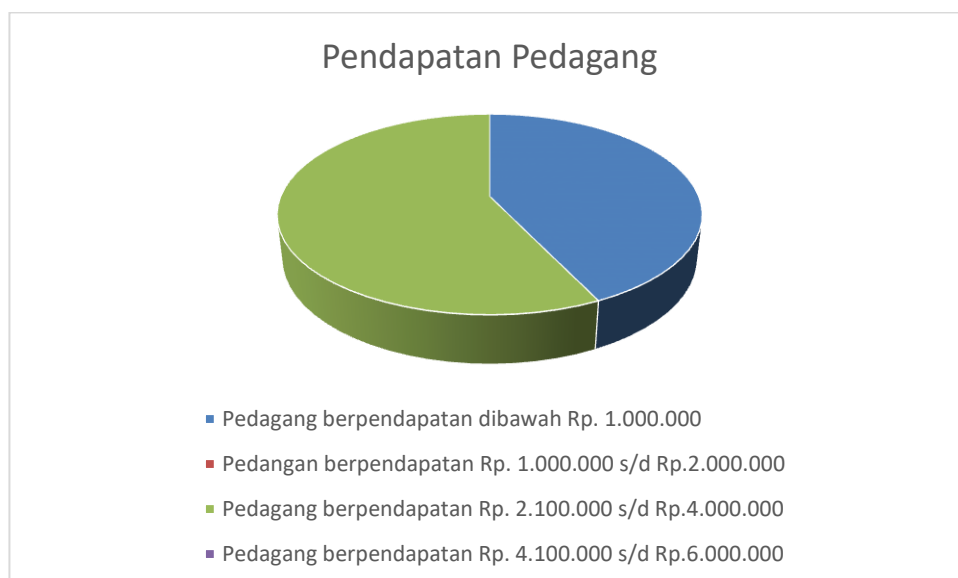 Pendapatan Pedagang
Pedagang berpendapatan dibawah Rp. 1.000.000
Pedangan berpendapatan Rp. 1.000.000 s/d Rp.2.000.000
Pedagang berpendapatan Rp. 2.100.000 s/d Rp.4.000.000
Pedagang berpendapatan Rp. 4.100.000 s/d Rp.6.000.000